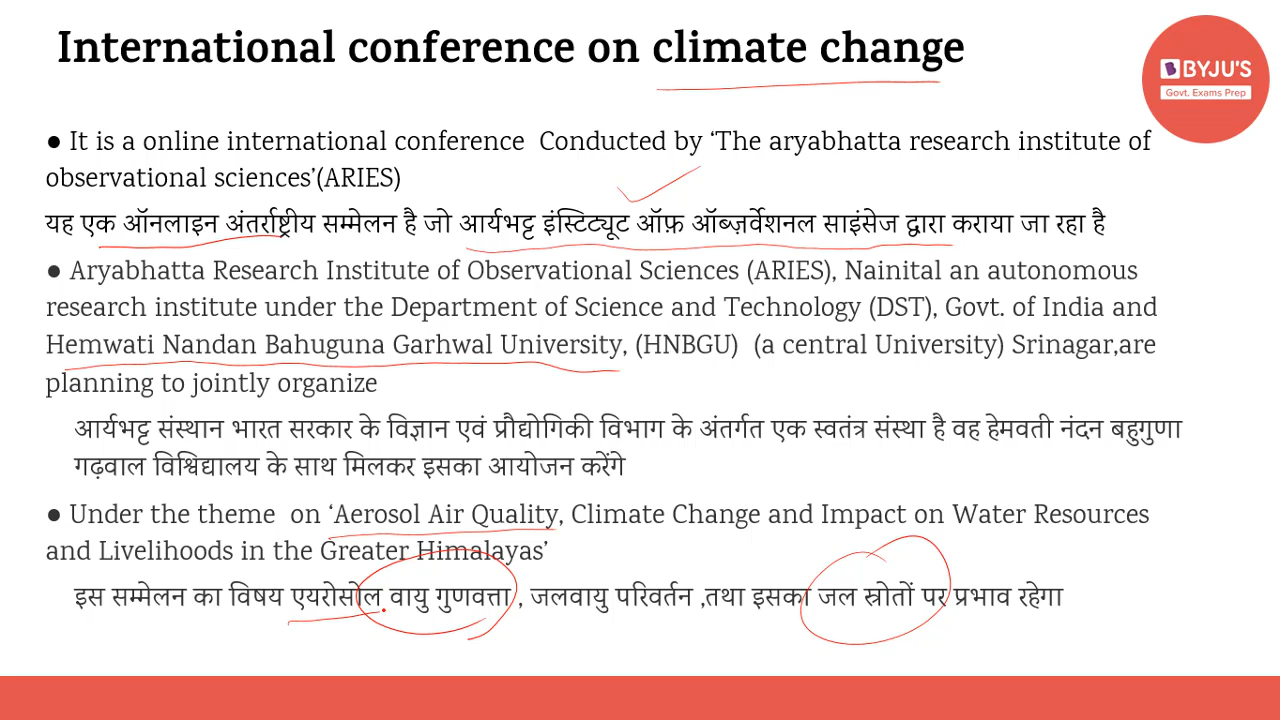 International conference on climate change
BYJU'S
Govt. Exams Prep
● It is a online international conference Conducted by ‘The aryabhatta research institute of
observational sciences’(ARIES)
यह एक ऑनलाइन अंतर्राष्ट्रीय सम्मेलन है जो आर्यभट्ट इंस्टिट्यूट ऑफ़ ऑब्ज़र्वेशनल साइंसेज द्वारा कराया जा रहा है
● Aryabhatta Research Institute of Observational Sciences (ARIES), Nainital an autonomous
research institute under the Department of Science and Technology (DST), Govt. of India and
Hemwati Nandan Bahuguna Garhwal University, (HNBGU) (a central University) Srinagar,are
planning to jointly organize
आर्यभट्ट संस्थान भारत सरकार के विज्ञान एवं प्रौद्योगिकी विभाग के अंतर्गत एक स्वतंत्र संस्था है वह हेमवती नंदन बहुगुणा
गढ़वाल विश्विद्यालय के साथ मिलकर इसका आयोजन करेंगे
● Under the theme on ‘Aerosol Air Quality, Climate Change and Impact on Water Resources
and Livelihoods in the Greater Himalayas’
इस सम्मेलन का विषय एयरोसोल वायु गुणवत्ता , जलवायु परिवर्तन ,तथा इसका जल स्रोतों पर प्रभाव रहेगा